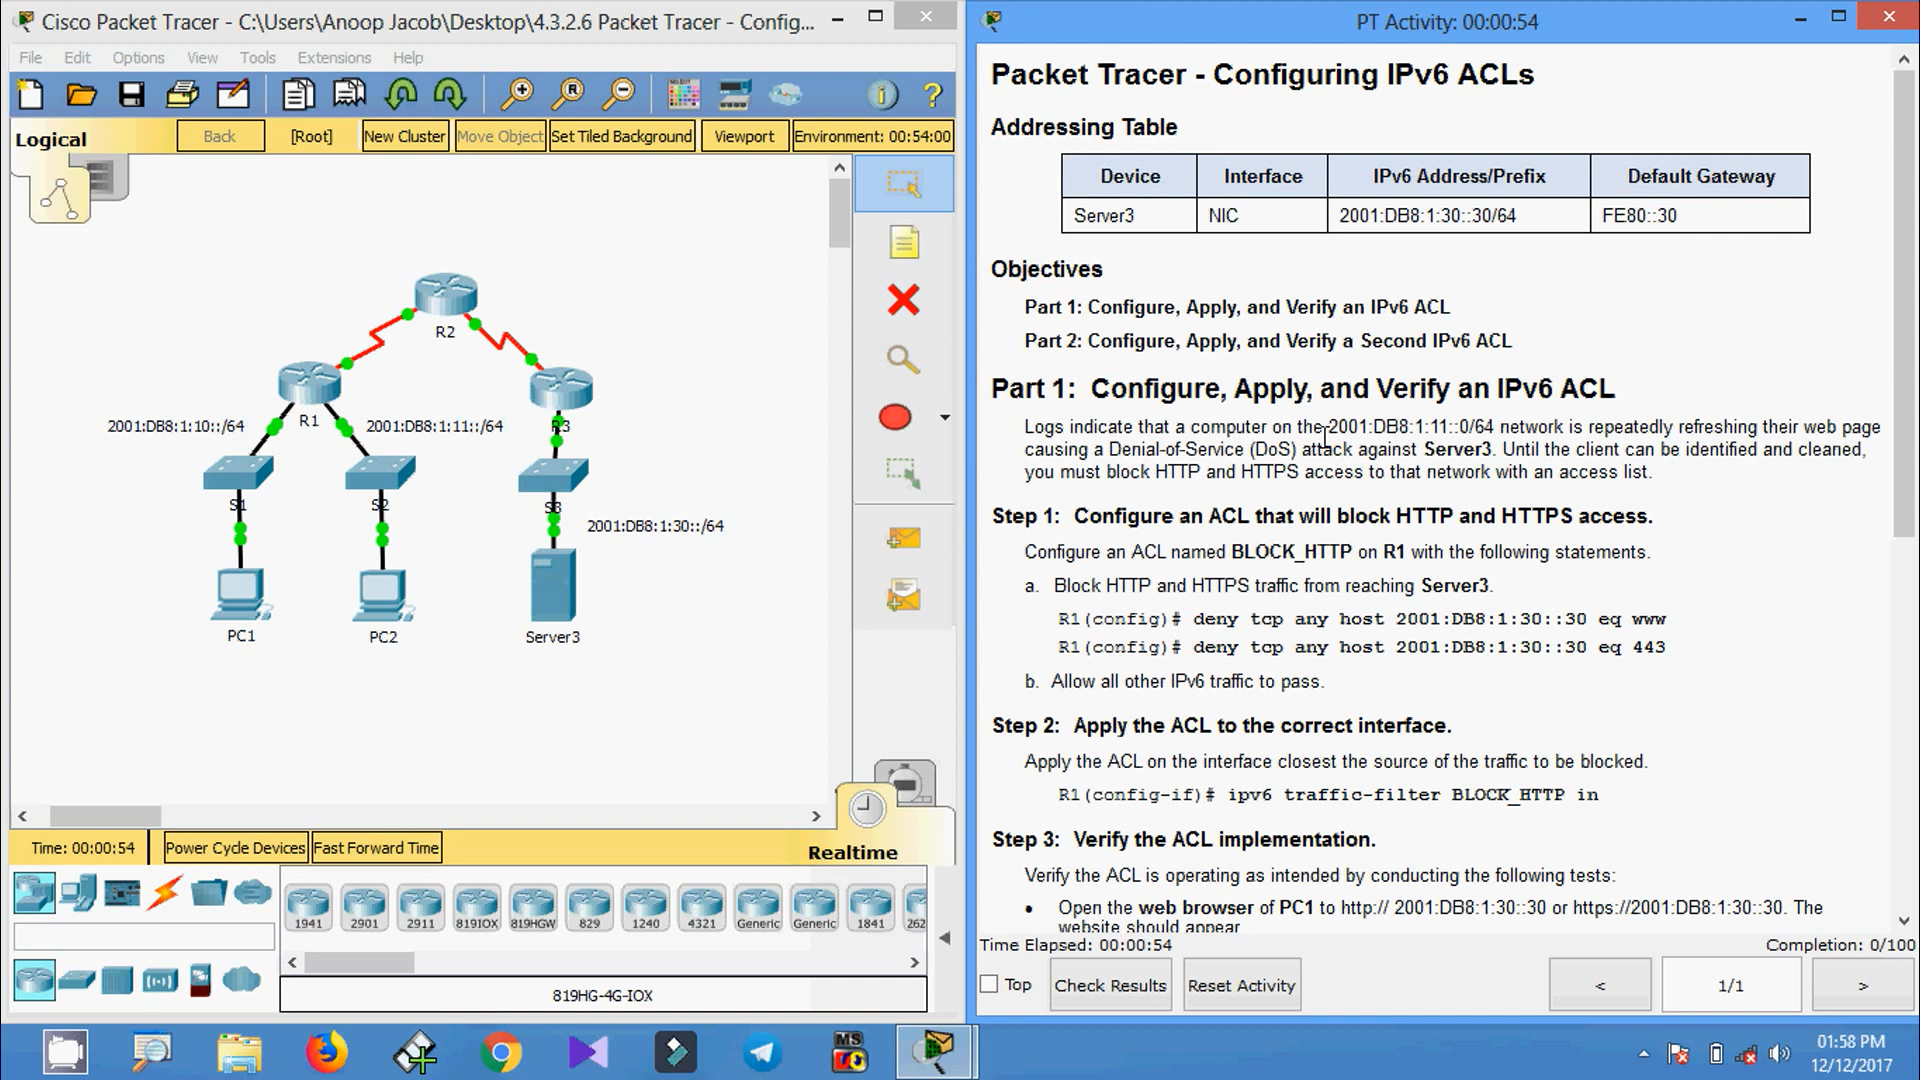 Cisco Packet Tracer - C:\Users\Anoop Jacob\Desktop\4.3.2.6 Packet Tracer - Config...
File Edit Options View Tools Extensions Help
Logical
Back
[Root]
New Cluster
Move Object
Set Tiled Background
Viewport
Environment: 00:54:00
R2
R1
R3
2001:DB8:1:10::/64
2001:DB8:1:11::/64
S1
S2
S3
2001:DB8:1:30::/64
PC1
PC2
Server3
Time: 00:00:54
Power Cycle Devices
Fast Forward Time
Realtime
1941 2901 2911 819IOX 819HGW 829 1240 4321 Generic Generic 1841 262
819HG-4G-IOX
PT Activity: 00:00:54
Packet Tracer - Configuring IPv6 ACLs
Addressing Table
Device Interface IPv6 Address/Prefix Default Gateway
Server3 NIC 2001:DB8:1:30::30/64 FE80::30
Objectives
Part 1: Configure, Apply, and Verify an IPv6 ACL
Part 2: Configure, Apply, and Verify a Second IPv6 ACL
Part 1: Configure, Apply, and Verify an IPv6 ACL
Logs indicate that a computer on the 2001:DB8:1:11::0/64 network is repeatedly refreshing their web page
causing a Denial-of-Service (DoS) attack against Server3. Until the client can be identified and cleaned,
you must block HTTP and HTTPS access to that network with an access list.
Step 1: Configure an ACL that will block HTTP and HTTPS access.
Configure an ACL named BLOCK_HTTP on R1 with the following statements.
a. Block HTTP and HTTPS traffic from reaching Server3.
R1(config)# deny tcp any host 2001:DB8:1:30::30 eq www
R1(config)# deny tcp any host 2001:DB8:1:30::30 eq 443
b. Allow all other IPv6 traffic to pass.
Step 2: Apply the ACL to the correct interface.
Apply the ACL on the interface closest the source of the traffic to be blocked.
R1(config-if)# ipv6 traffic-filter BLOCK_HTTP in
Step 3: Verify the ACL implementation.
Verify the ACL is operating as intended by conducting the following tests:
• Open the web browser of PC1 to http:// 2001:DB8:1:30::30 or https://2001:DB8:1:30::30. The
website should appear
Time Elapsed: 00:00:54
Completion: 0/100
Top
Check Results
Reset Activity
<
1/1
>
MS
01:58 PM
12/12/2017